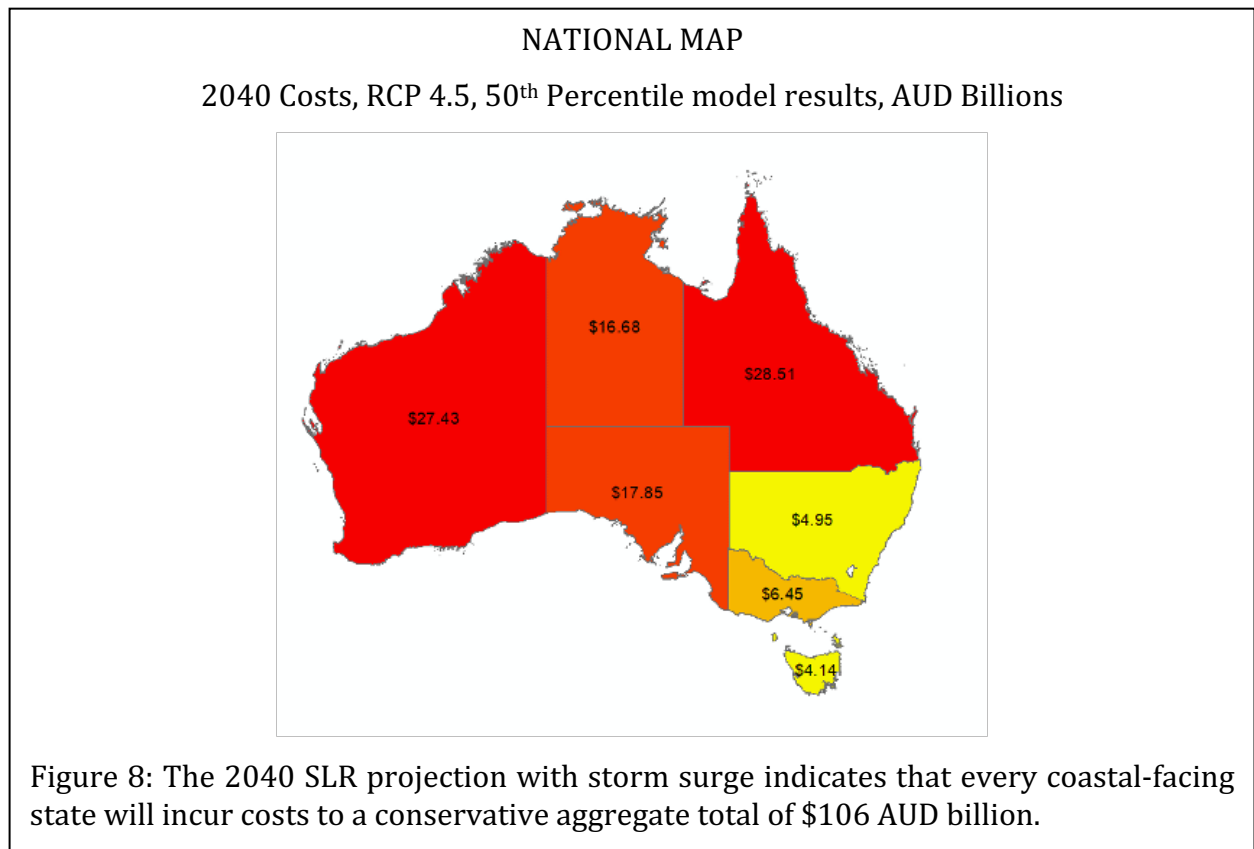 NATIONAL MAP
2040 Costs, RCP 4.5, 50th Percentile model results, AUD Billions
$16.68
$28.51
$27.43
$17.85
$4.95
$6.45
$4.14
Figure 8: The 2040 SLR projection with storm surge indicates that every coastal-facing
state will incur costs to a conservative aggregate total of $106 AUD billion.